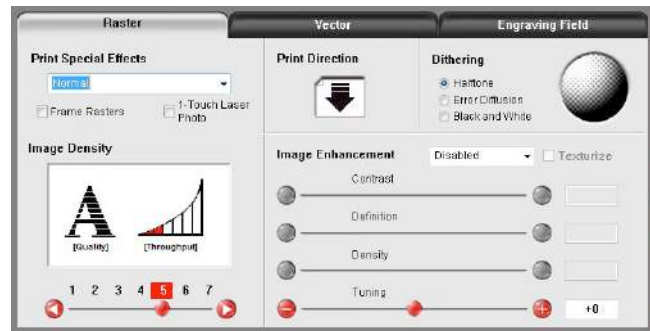 Raster
Vector
Engraving Field
Print Special Effects
Normal
Frame Rasters
1-Touch Laser
Photo
Print Direction
Dithering
Halftone
Error Diffusion
Black and White
Image Density
A
[Quality]
[Throughput]
1 2 3 4 5 6 7
Image Enhancement
Disabled
Texturize
Contrast
Definition
Density
Tuning
+0